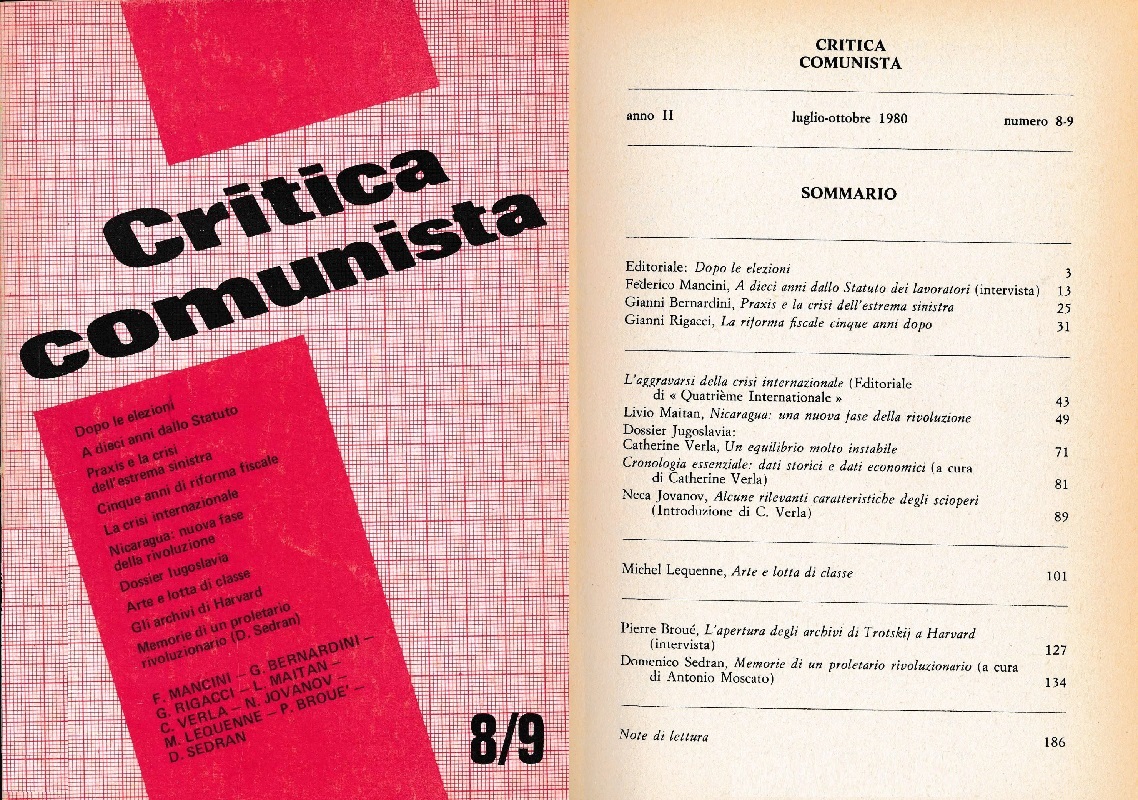 Critica
comunista
Dopo le elezioni
A dieci anni dallo Statuto
Praxis e la crisi
dell'estrema sinistra
Cinque anni di riforma fiscale
La crisi internazionale
Nicaragua: nuova fase
della rivoluzione
Dossier Iugoslavia
Arte e lotta di classe
Gli archivi di Harvard
Memorie di un proletario
rivoluzionario (D. Sedran)
F. MANCINI – G. BERNARDINI –
G. RIGACCI – L. MAITAN –
C. VERLA – N. JOVANOV –
M. LEQUENNE – P. BROUE' –
D. SEDRAN
8/9
CRITICA
COMUNISTA
anno II luglio-ottobre 1980 numero 8-9
SOMMARIO
Editoriale: Dopo le elezioni 3
Federico Mancini, A dieci anni dallo Statuto dei lavoratori (intervista) 13
Gianni Bernardini, Praxis e la crisi dell'estrema sinistra 25
Gianni Rigacci, La riforma fiscale cinque anni dopo 31
L'aggravarsi della crisi internazionale (Editoriale
di « Quatrième Internationale » 43
Livio Maitan, Nicaragua: una nuova fase della rivoluzione 49
Dossier Jugoslavia:
Catherine Verla, Un equilibrio molto instabile 71
Cronologia essenziale: dati storici e dati economici (a cura
di Catherine Verla) 81
Neca Jovanov, Alcune rilevanti caratteristiche degli scioperi
(Introduzione di C. Verla) 89
Michel Lequenne, Arte e lotta di classe 101
Pierre Broué, L'apertura degli archivi di Trotskij a Harvard
(intervista) 127
Domenico Sedran, Memorie di un proletario rivoluzionario (a cura
di Antonio Moscato) 134
Note di lettura 186